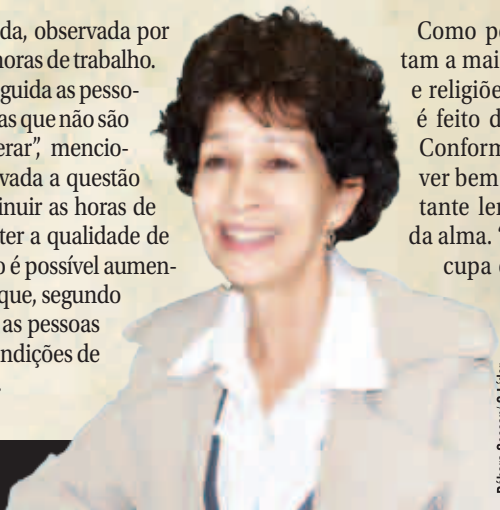 da, observada por
horas de trabalho.
guida as pesso-
as que não são
erar”, mencio-
vada a questão
inuir as horas de
ter a qualidade de
o é possível aumen-
que, segundo
as pessoas
ndições de
Como po
tam a mai
e religiõe
é feito d
Conform
ver bem
tante ler
da alma. “
cupa